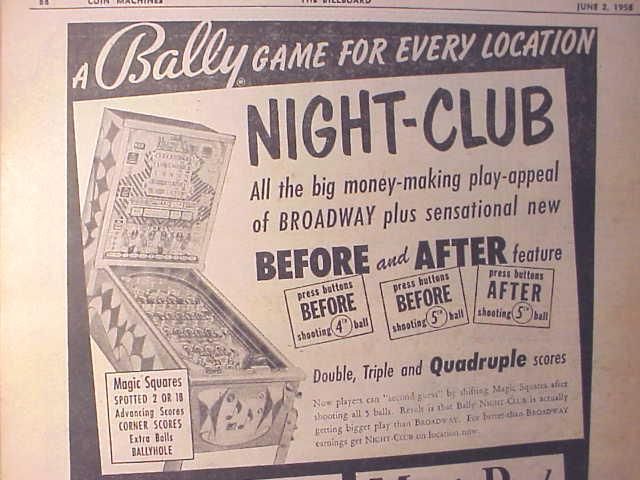 88 COIN MACHINES THE BILLBOARD JUNE 2, 1958
A Bally GAME FOR EVERY LOCATION
NIGHT-CLUB
All the big money-making play-appeal
of BROADWAY plus sensational new
BEFORE and AFTER feature
press buttons
BEFORE
shooting 4TH ball
press buttons
BEFORE
shooting 5TH ball
press buttons
AFTER
shooting 5TH ball
Double, Triple and Quadruple scores
Now players can "second-guess" by shifting Magic Squares after
shooting all 5 balls. Result is that Bally NIGHT-CLUB is actually
getting bigger play than BROADWAY. For better-than BROADWAY
earnings get NIGHT-CLUB on location now.
Magic Squares
SPOTTED 2 OR 18
Advancing Scores
CORNER SCORES
Extra Balls
BALLYHOLE